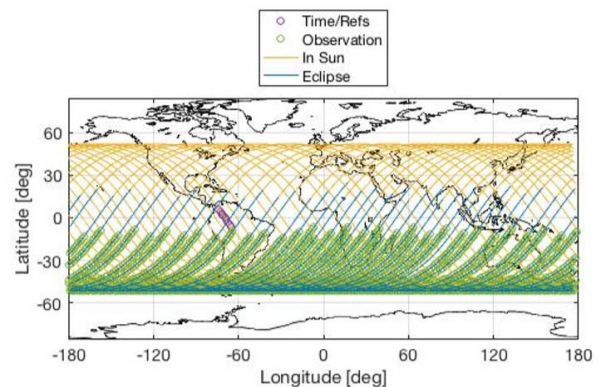 Time/Refs
Observation
In Sun
Eclipse
60
30
0
-30
-60
Latitude [deg]
-180 -120 -60 0 60 120 180
Longitude [deg]